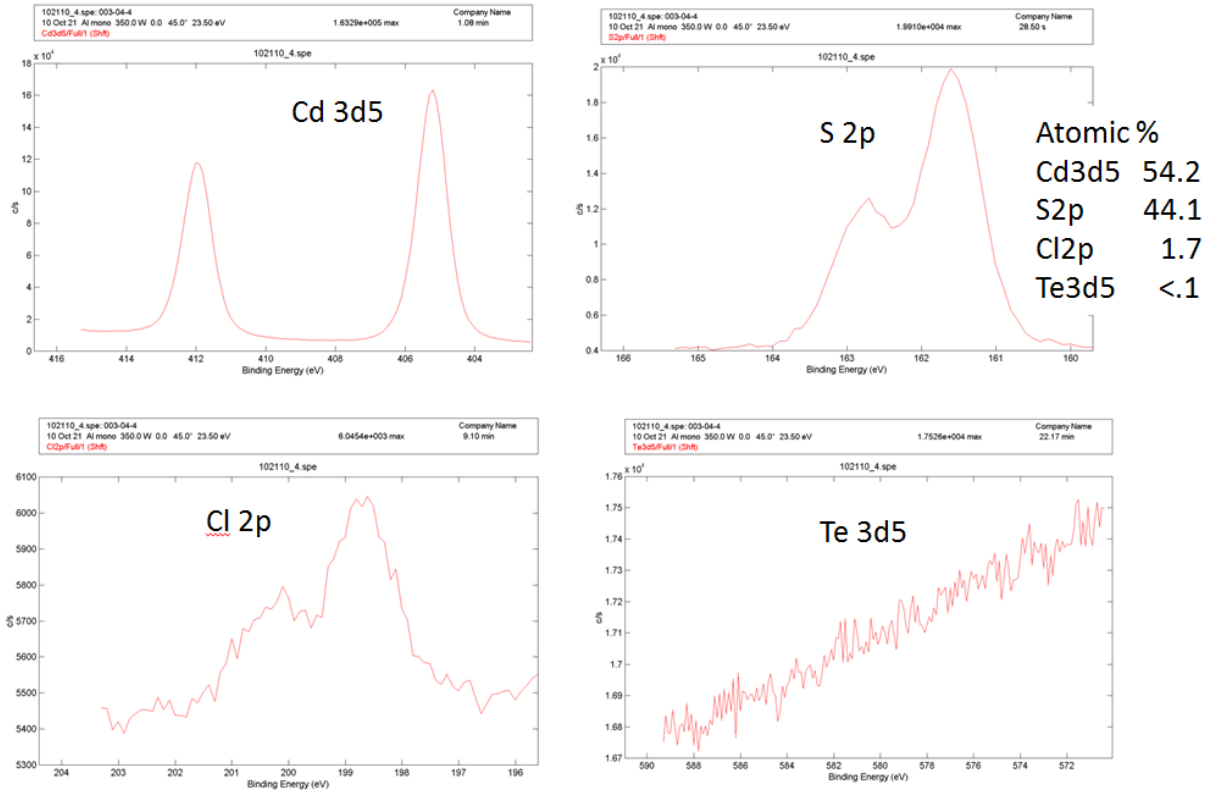 102110_4.spe: 003-04-4 Company Name
10 Oct 21 Al mono 350.0 W 0.0 45.0° 23.50 eV 1.6329e+005 max 1.08 min
Cd3d5/Full/1 (Shft)
102110_4.spe
x 10⁴
18
16
14
12
10
8
6
4
2
0
c/s
Cd 3d5
416 414 412 410 408 406 404
Binding Energy (eV)
102110_4.spe: 003-04-4 Company Name
10 Oct 21 Al mono 350.0 W 0.0 45.0° 23.50 eV 1.9910e+004 max 28.50 s
S2p/Full/1 (Shft)
102110_4.spe
x 10⁴
2
1.8
1.6
1.4
1.2
1
0.8
0.6
0.4
c/s
S 2p
166 165 164 163 162 161 160
Binding Energy (eV)
Atomic %
Cd3d5 54.2
S2p 44.1
Cl2p 1.7
Te3d5 <.1
102110_4.spe: 003-04-4 Company Name
10 Oct 21 Al mono 350.0 W 0.0 45.0° 23.50 eV 6.0454e+003 max 9.10 min
Cl2p/Full/1 (Shft)
102110_4.spe
6100
6000
5900
5800
5700
5600
5500
5400
5300
c/s
Cl 2p
204 203 202 201 200 199 198 197 196
Binding Energy (eV)
102110_4.spe: 003-04-4 Company Name
10 Oct 21 Al mono 350.0 W 0.0 45.0° 23.50 eV 1.7526e+004 max 22.17 min
Te3d5/Full/1 (Shft)
102110_4.spe
x 10⁴
1.76
1.75
1.74
1.73
1.72
1.71
1.7
1.69
1.68
1.67
c/s
Te 3d5
590 588 586 584 582 580 578 576 574 572
Binding Energy (eV)